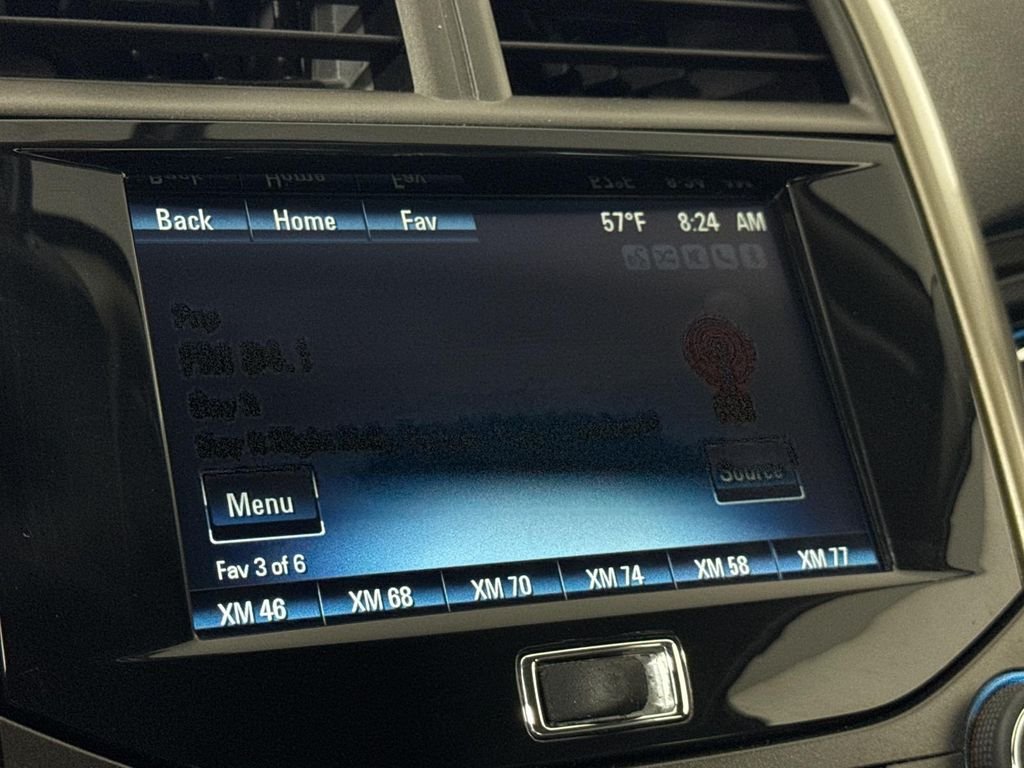 Back Home Fav 57°F 8:24 AM
Pop
Source
Menu
Fav 3 of 6
XM 46 XM 68 XM 70 XM 74 XM 58 XM 77